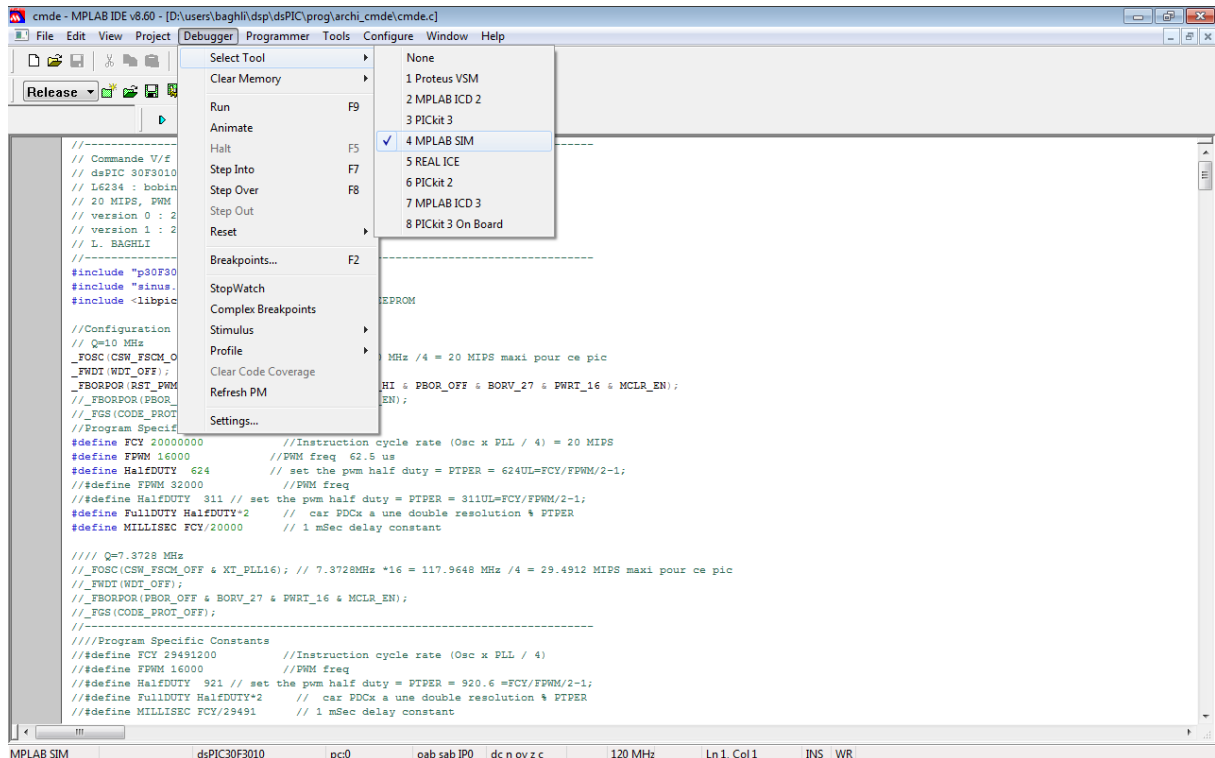 cmde - MPLAB IDE v8.60 - [D:\users\baghli\dsp\dsPIC\prog\archi_cmde\cmde.c]
File Edit View Project Debugger Programmer Tools Configure Window Help
Release
Select Tool
Clear Memory
Run F9
Animate
Halt F5
Step Into F7
Step Over F8
Step Out
Reset
Breakpoints... F2
StopWatch
Complex Breakpoints
Stimulus
Profile
Clear Code Coverage
Refresh PM
Settings...
None
1 Proteus VSM
2 MPLAB ICD 2
3 PICkit 3
4 MPLAB SIM
5 REAL ICE
6 PICkit 2
7 MPLAB ICD 3
8 PICkit 3 On Board
//---------------
// Commande V/f
// dsPIC 30F3010
// L6234 : bobin
// 20 MIPS, PWM
// version 0 : 2
// version 1 : 2
// L. BAGHLI
//------------------------------------------------------------------------------
#include "p30F30
#include "sinus.
#include <libpic EEPROM
//Configuration
// Q=10 MHz
_FOSC(CSW_FSCM_O MHz /4 = 20 MIPS maxi pour ce pic
_FWDT(WDT_OFF);
_FBORPOR(RST_PWM HI & PBOR_OFF & BORV_27 & PWRT_16 & MCLR_EN);
//_FBORPOR(PBOR_ EN);
//_FGS(CODE_PROT
//Program Specif
#define FCY 20000000 //Instruction cycle rate (Osc x PLL / 4) = 20 MIPS
#define FPWM 16000 //PWM freq 62.5 us
#define HalfDUTY 624 // set the pwm half duty = PTPER = 624UL=FCY/FPWM/2-1;
//#define FPWM 32000 //PWM freq
//#define HalfDUTY 311 // set the pwm half duty = PTPER = 311UL=FCY/FPWM/2-1;
#define FullDUTY HalfDUTY*2 // car PDCx a une double resolution % PTPER
#define MILLISEC FCY/20000 // 1 mSec delay constant
//// Q=7.3728 MHz
//_FOSC(CSW_FSCM_OFF & XT_PLL16); // 7.3728MHz *16 = 117.9648 MHz /4 = 29.4912 MIPS maxi pour ce pic
//_FWDT(WDT_OFF);
//_FBORPOR(PBOR_OFF & BORV_27 & PWRT_16 & MCLR_EN);
//_FGS(CODE_PROT_OFF);
//------------------------------------------------------------------------------
////Program Specific Constants
//#define FCY 29491200 //Instruction cycle rate (Osc x PLL / 4)
//#define FPWM 16000 //PWM freq
//#define HalfDUTY 921 // set the pwm half duty = PTPER = 920.6 =FCY/FPWM/2-1;
//#define FullDUTY HalfDUTY*2 // car PDCx a une double resolution % PTPER
//#define MILLISEC FCY/29491 // 1 mSec delay constant
MPLAB SIM dsPIC30F3010 pc:0 oab sab IP0 dc n ov z c 120 MHz Ln 1, Col 1 INS WR